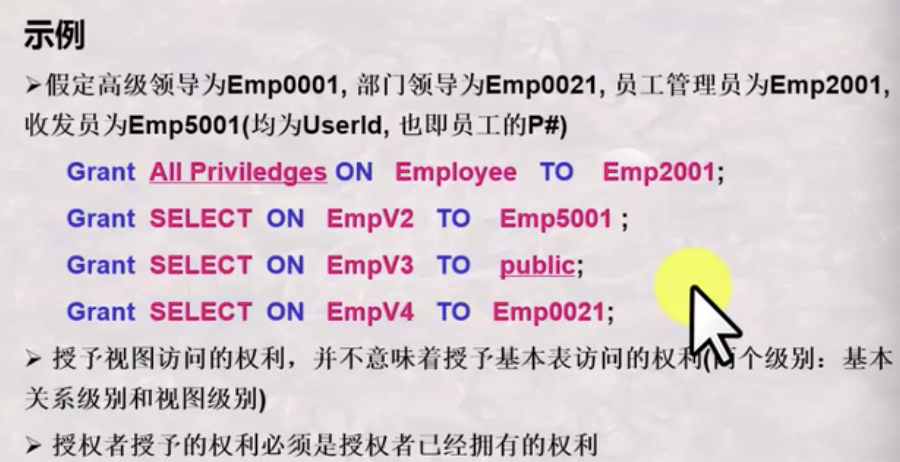 示例
➢假定高级领导为Emp0001, 部门领导为Emp0021, 员工管理员为Emp2001,
收发员为Emp5001(均为UserId, 也即员工的P#)
Grant All Priviledges ON Employee TO Emp2001;
Grant SELECT ON EmpV2 TO Emp5001 ;
Grant SELECT ON EmpV3 TO public;
Grant SELECT ON EmpV4 TO Emp0021;
➢ 授予视图访问的权利，并不意味着授予基本表访问的权利(两个级别：基本
关系级别和视图级别)
➢ 授权者授予的权利必须是授权者已经拥有的权利